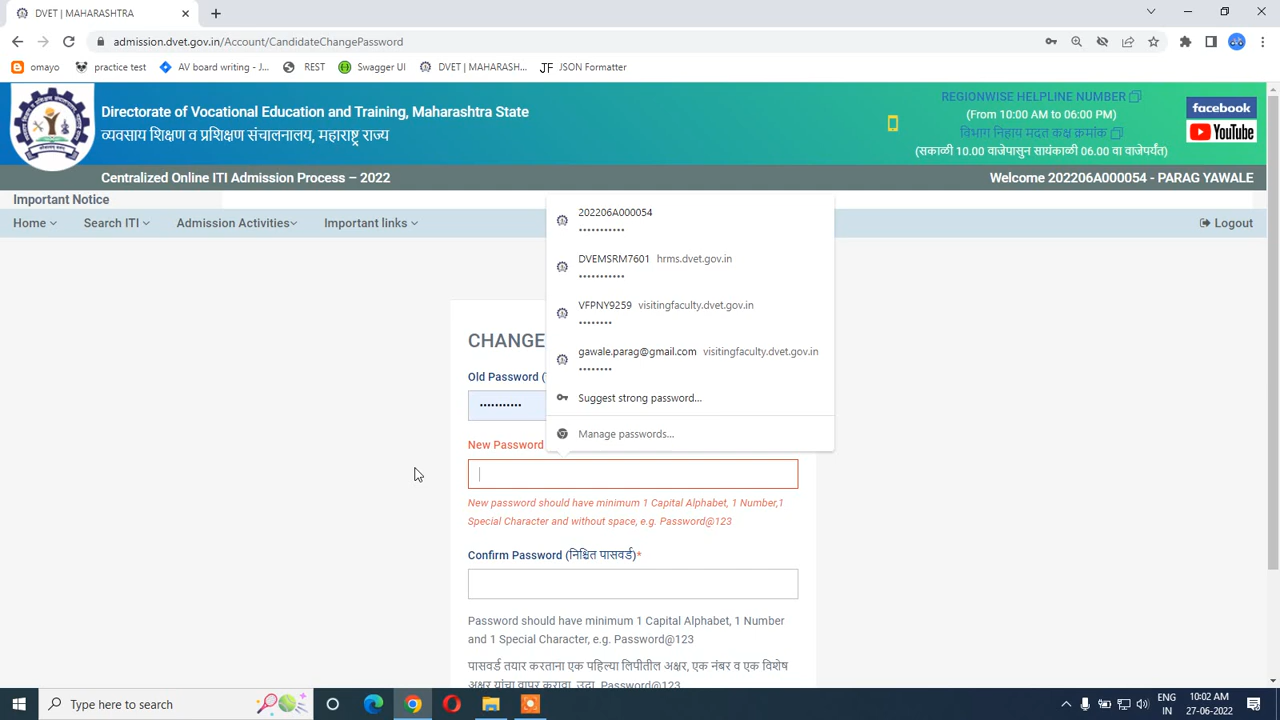 DVET | MAHARASHTRA
admission.dvet.gov.in/Account/CandidateChangePassword
omayo practice test AV board writing - J... REST Swagger UI DVET | MAHARASH... JF JSON Formatter
Directorate of Vocational Education and Training, Maharashtra State
व्यवसाय शिक्षण व प्रशिक्षण संचालनालय, महाराष्ट्र राज्य
REGIONWISE HELPLINE NUMBER
(From 10:00 AM to 06:00 PM)
विभाग निहाय मदत कक्ष क्रमांक
(सकाळी 10.00 वाजेपासुन सायंकाळी 06.00 वा वाजेपर्यंत)
facebook
YouTube
Centralized Online ITI Admission Process – 2022 Welcome 202206A000054 - PARAG YAWALE
Important Notice
Home Search ITI Admission Activities Important links Logout
202206A000054
•••••••••••
DVEMSRM7601 hrms.dvet.gov.in
•••••••••••
VFPNY9259 visitingfaculty.dvet.gov.in
••••••••
gawale.parag@gmail.com visitingfaculty.dvet.gov.in
••••••••
Suggest strong password...
Manage passwords...
CHANGE
Old Password (
•••••••••••
New Password
New password should have minimum 1 Capital Alphabet, 1 Number,1
Special Character and without space, e.g. Password@123
Confirm Password (निश्चित पासवर्ड)*
Password should have minimum 1 Capital Alphabet, 1 Number
and 1 Special Character, e.g. Password@123
पासवर्ड तयार करताना एक पहिल्या लिपीतील अक्षर, एक नंबर व एक विशेष
अक्षर यांचा वापर करावा, उदा. Password@123
Type here to search
ENG
IN
10:02 AM
27-06-2022